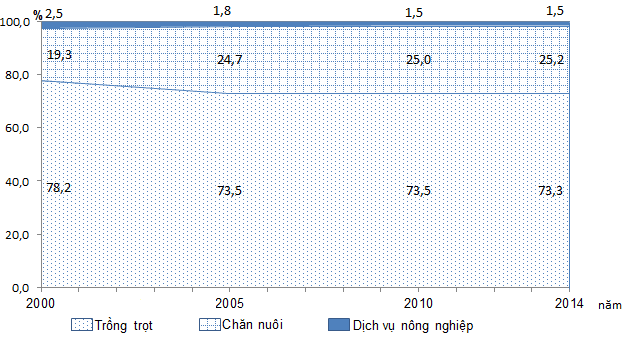 % 2,5 1,8 1,5 1,5
100,0
19,3 24,7 25,0 25,2
80,0
60,0
40,0
78,2 73,5 73,5 73,3
20,0
0,0
2000 2005 2010 2014 năm
Trồng trọt Chăn nuôi Dịch vụ nông nghiệp